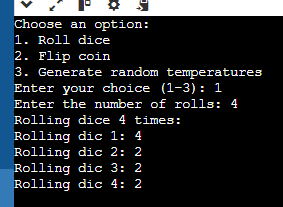 Choose an option:
1. Roll dice
2. Flip coin
3. Generate random temperatures
Enter your choice (1-3): 1
Enter the number of rolls: 4
Rolling dice 4 times:
Rolling dic 1: 4
Rolling dic 2: 2
Rolling dic 3: 2
Rolling dic 4: 2